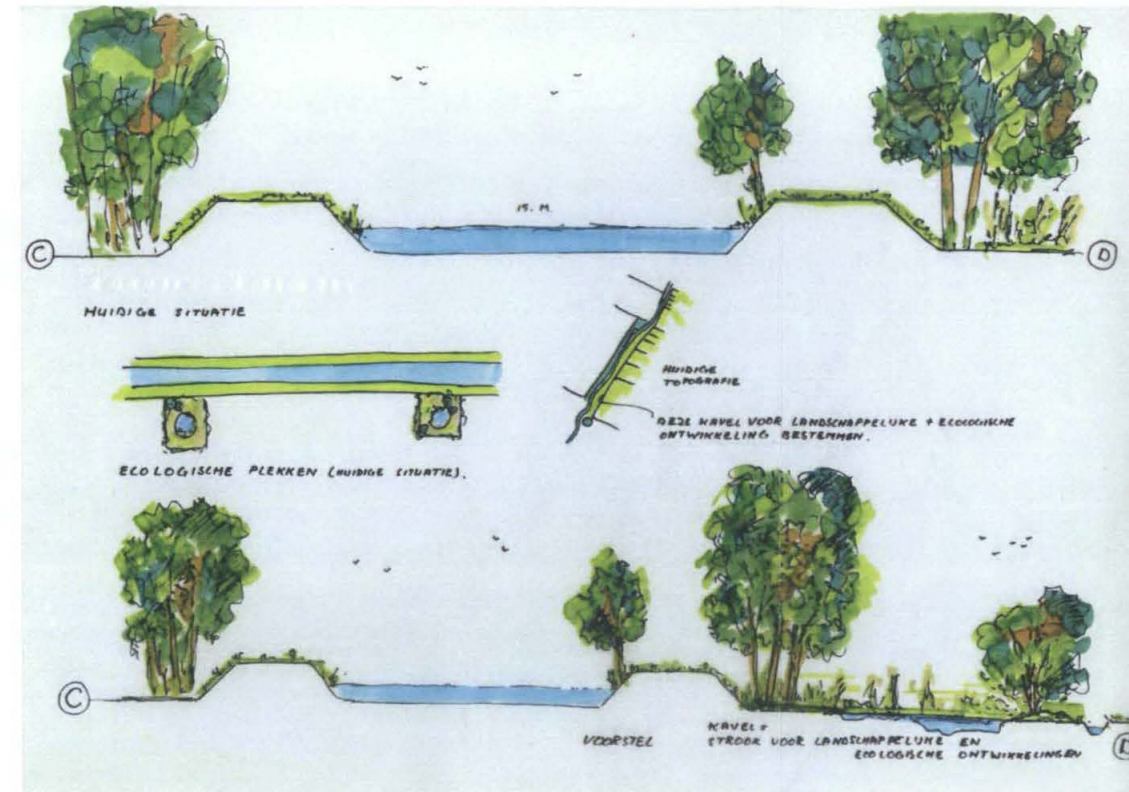 15. M.
C
D
HUIDIGE SITUATIE
HUIDIGE
TOPOGRAFIE
DEZE KAVEL VOOR LANDSCHAPPELIJKE + ECOLOGISCHE
ONTWIKKELING BESTEMMEN.
ECOLOGISCHE PLEKKEN (HUIDIGE SITUATIE).
C
VOORSTEL
KAVEL +
STROOK VOOR LANDSCHAPPELIJKE EN
ECOLOGISCHE ONTWIKKELINGEN
D